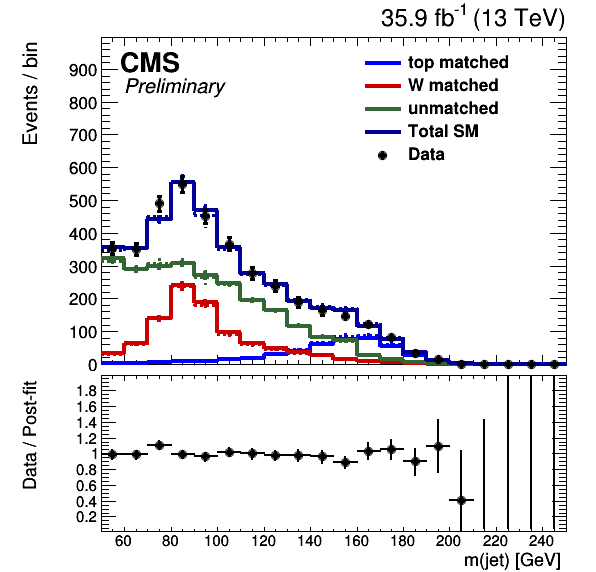 35.9 fb⁻¹ (13 TeV)
CMS
Preliminary
top matched
W matched
unmatched
Total SM
Data
Events / bin
900
800
700
600
500
400
300
200
100
0
Data / Post-fit
1.8
1.6
1.4
1.2
1
0.8
0.6
0.4
0.2
60 80 100 120 140 160 180 200 220 240
m(jet) [GeV]